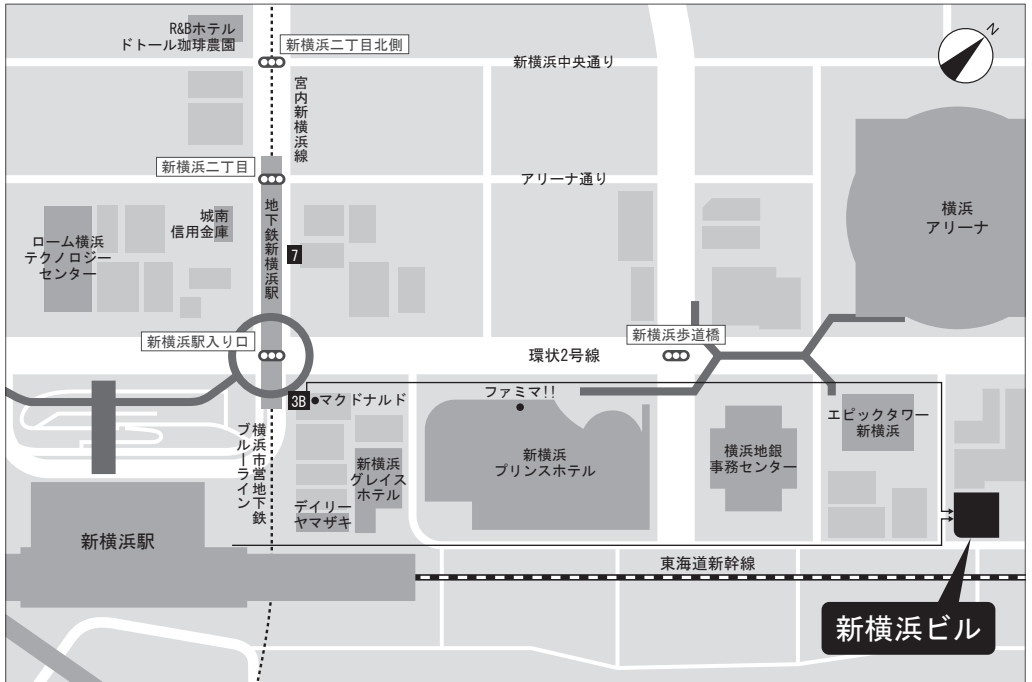 R&Bホテル
ドトール珈琲農園
新横浜二丁目北側
新横浜中央通り
N
宮内新横浜線
新横浜二丁目
アリーナ通り
城南
信用金庫
ローム横浜
テクノロジー
センター
地下鉄新横浜駅
7
横浜
アリーナ
新横浜駅入り口
環状2号線
新横浜歩道橋
3B
マクドナルド
ファミマ!!
エピックタワー
新横浜
横浜市営地下鉄
ブルーライン
新横浜
グレイス
ホテル
新横浜
プリンスホテル
横浜地銀
事務センター
デイリー
ヤマザキ
新横浜駅
東海道新幹線
新横浜ビル